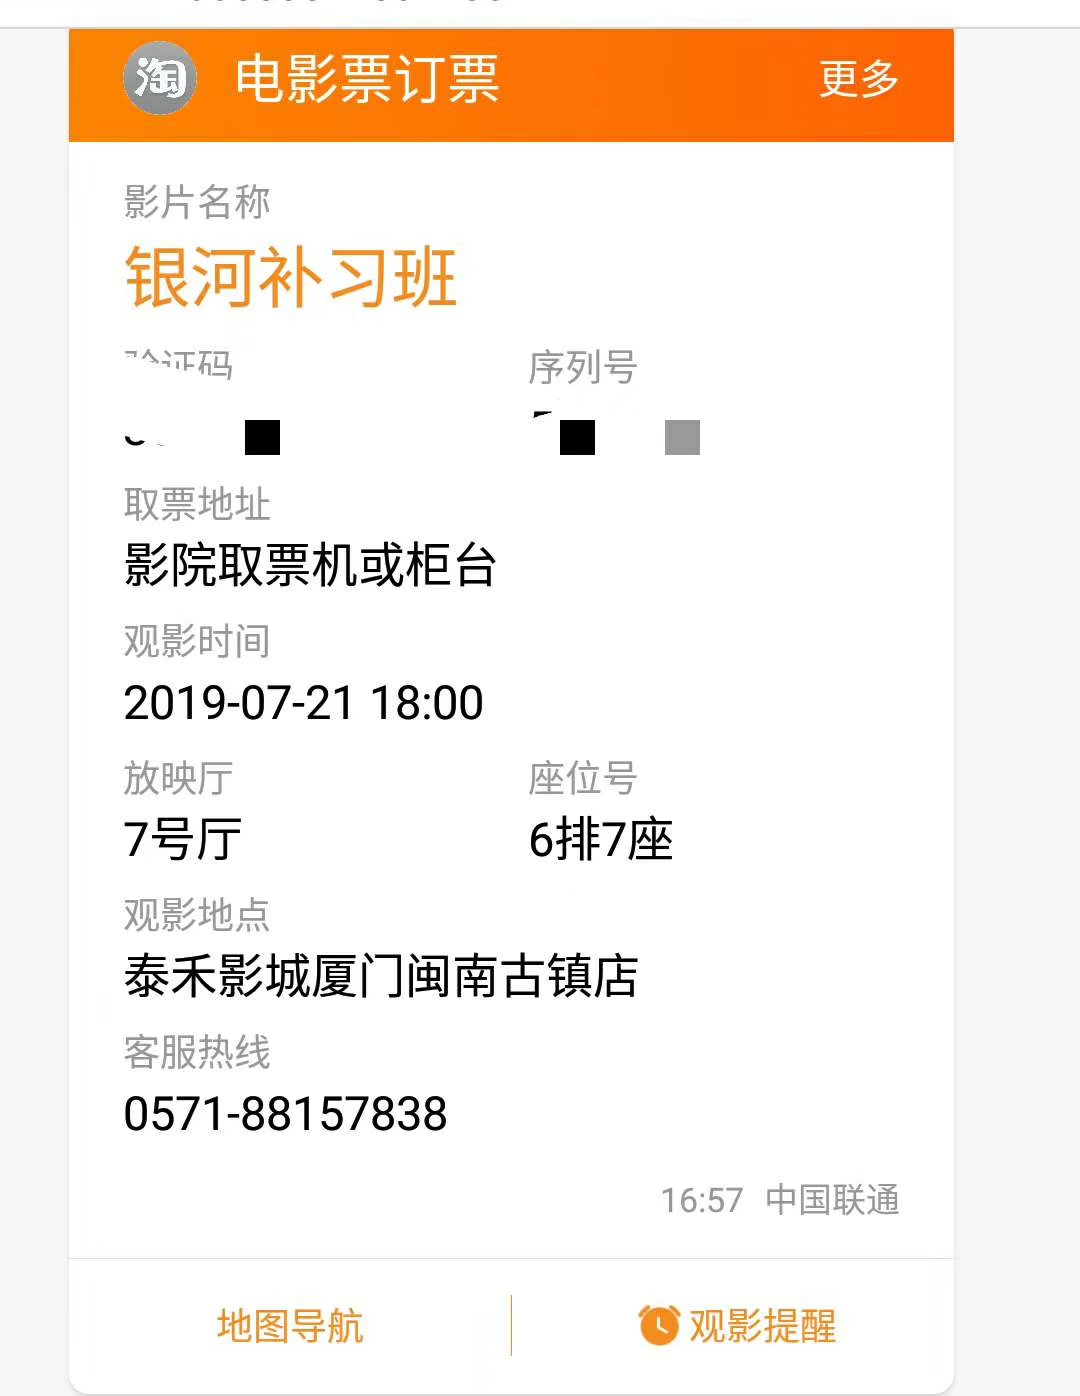 淘 电影票订票 更多
影片名称
银河补习班
验证码 序列号
取票地址
影院取票机或柜台
观影时间
2019-07-21 18:00
放映厅 座位号
7号厅 6排7座
观影地点
泰禾影城厦门闽南古镇店
客服热线
0571-88157838
16:57 中国联通
地图导航 观影提醒